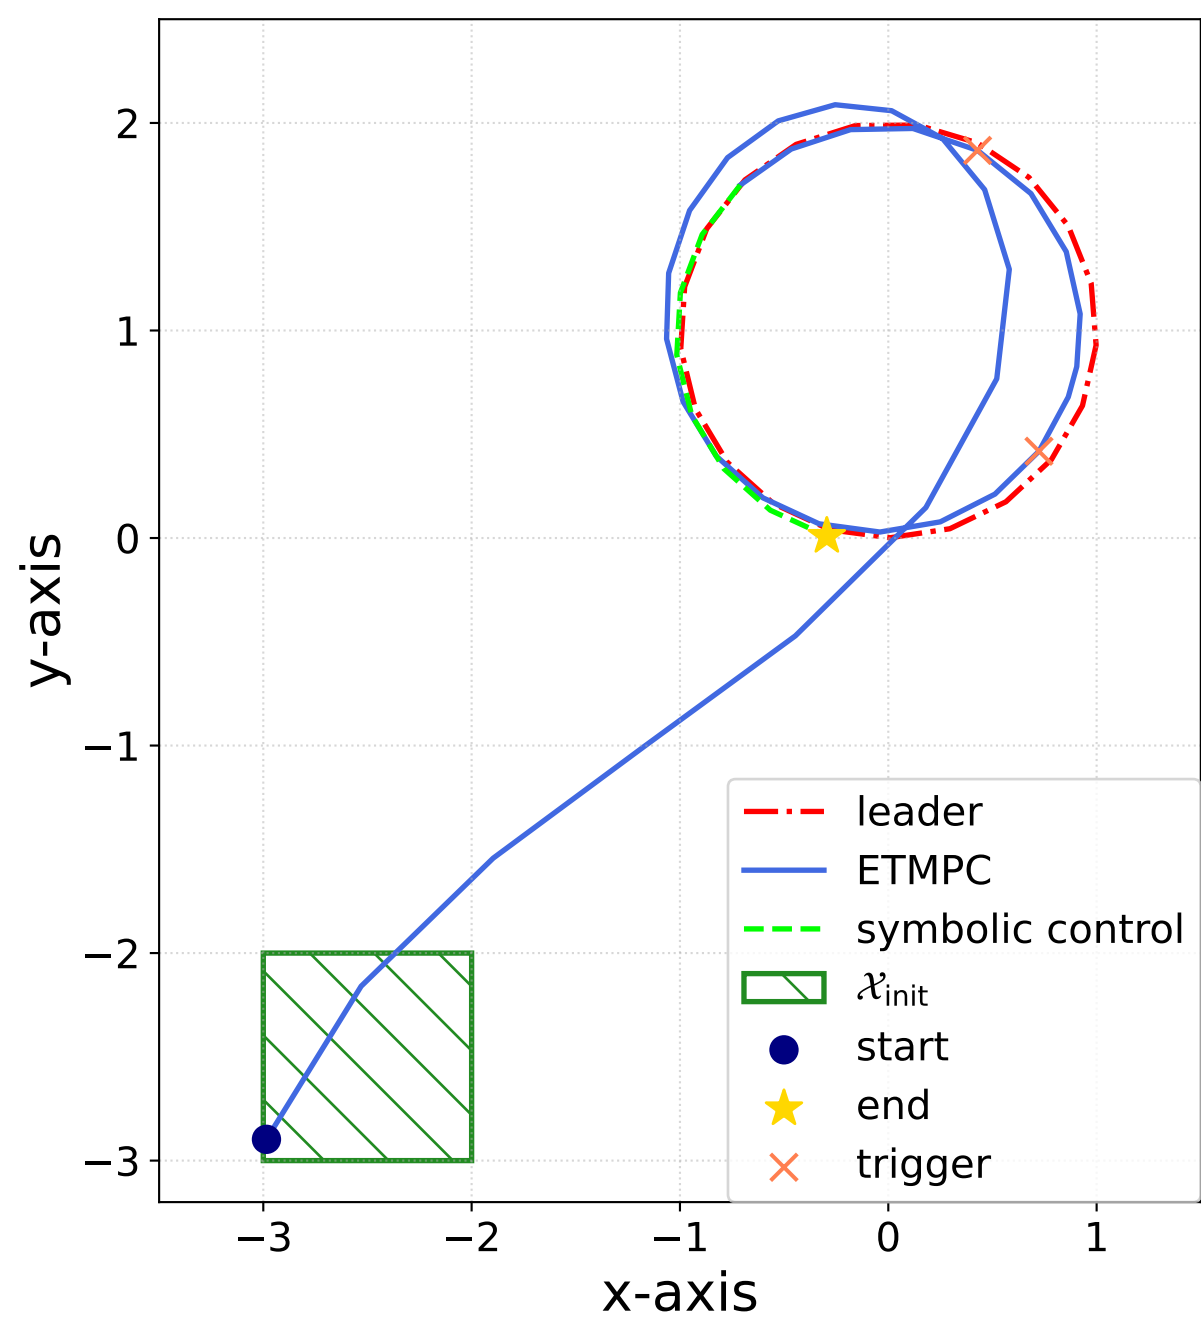 2
1
0
−1
−2
−3
y-axis
leader
ETMPC
symbolic control
𝒳init
start
end
trigger
−3 −2 −1 0 1
x-axis